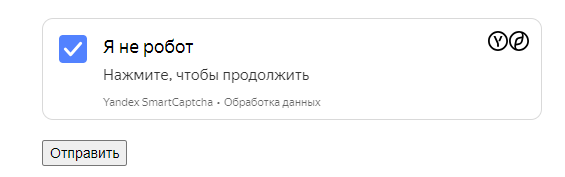 Я не робот
Нажмите, чтобы продолжить
Yandex SmartCaptcha • Обработка данных
Отправить